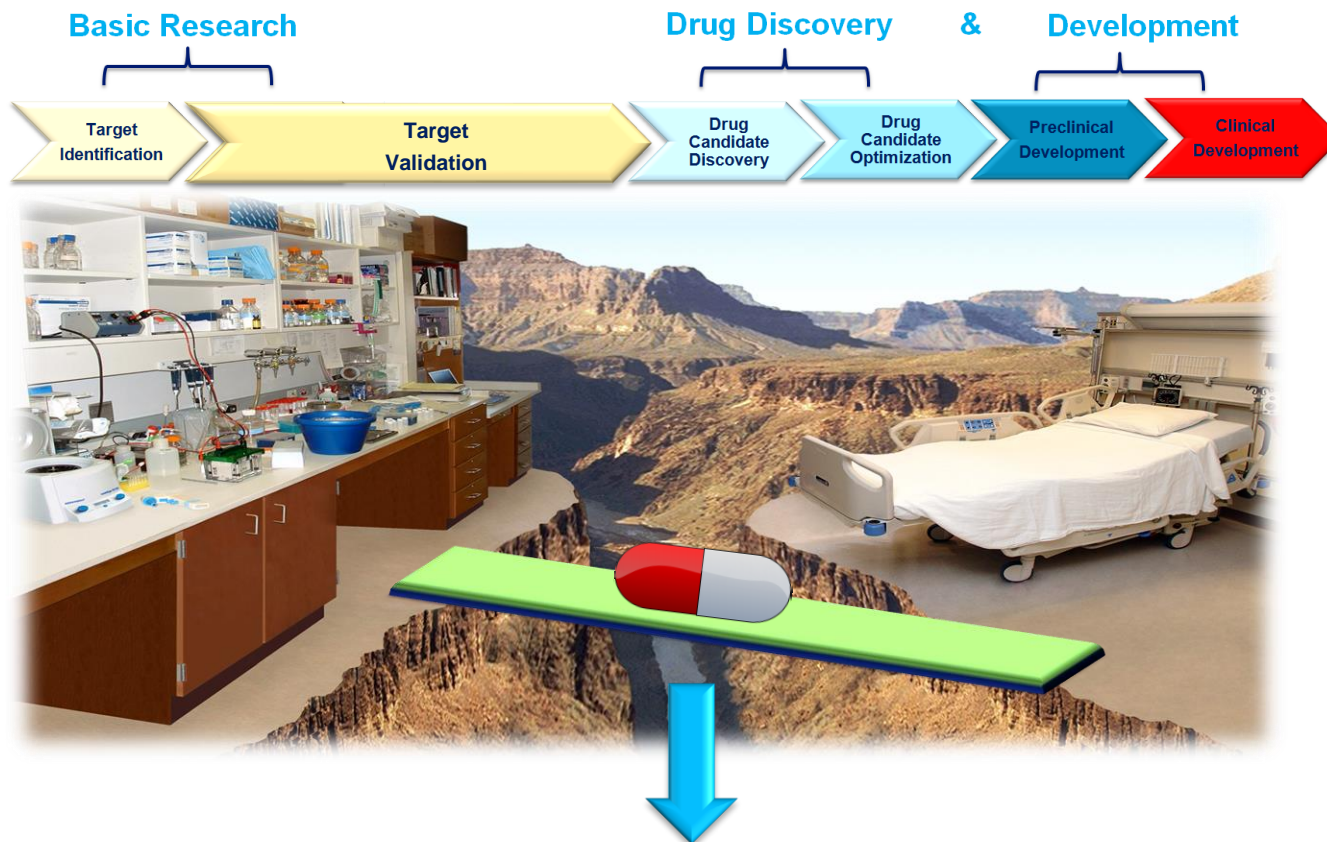 Basic Research
Drug Discovery & Development
Target
Identification
Target
Validation
Drug
Candidate
Discovery
Drug
Candidate
Optimization
Preclinical
Development
Clinical
Development